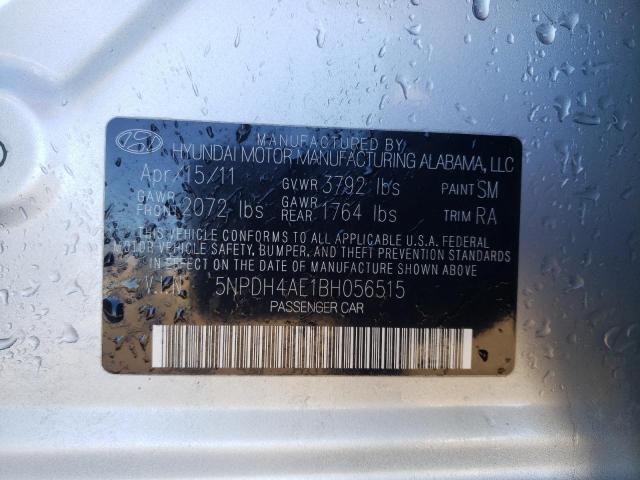 MANUFACTURED BY
HYUNDAI MOTOR MANUFACTURING ALABAMA, LLC
Apr/15/11 GVWR 3792 lbs PAINT SM
GAWR FRONT 2072 lbs GAWR REAR 1764 lbs TRIM RA
THIS VEHICLE CONFORMS TO ALL APPLICABLE U.S.A. FEDERAL
MOTOR VEHICLE SAFETY, BUMPER, AND THEFT PREVENTION STANDARDS
IN EFFECT ON THE DATE OF MANUFACTURE SHOWN ABOVE
V.I.N 5NPDH4AE1BH056515
PASSENGER CAR